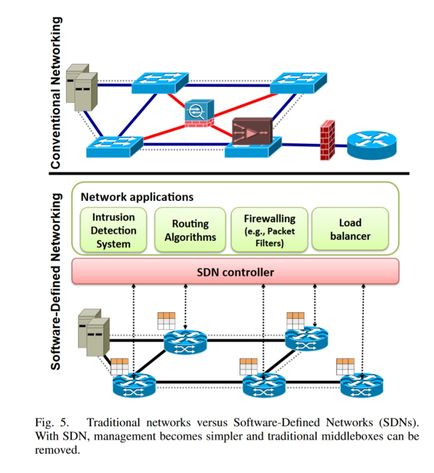 Conventional Networking
Software-Defined Networking
Network applications
Intrusion
Detection
System
Routing
Algorithms
Firewalling
(e.g., Packet
Filters)
Load
balancer
SDN controller
Fig. 5. Traditional networks versus Software-Defined Networks (SDNs).
With SDN, management becomes simpler and traditional middleboxes can be
removed.